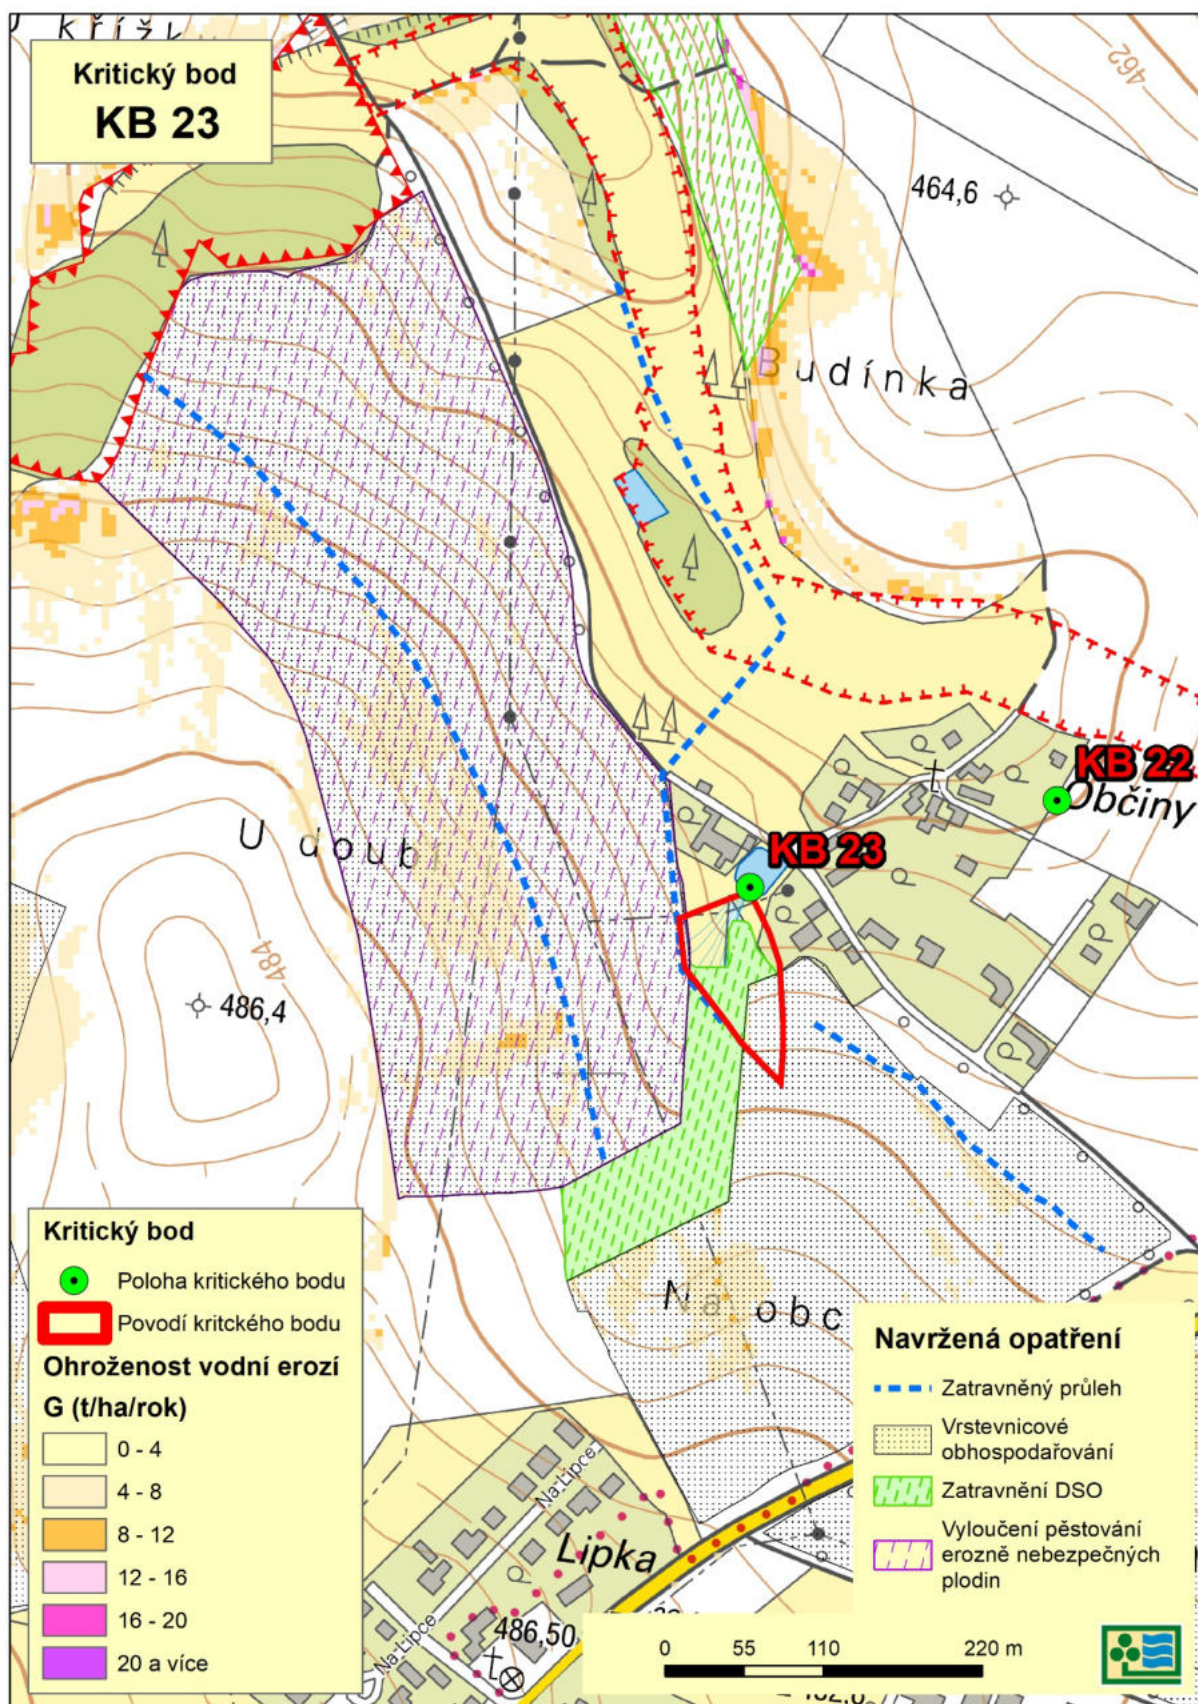 křížk
Kritický bod
KB 23
462
464,6
Budínka
KB 22
Občiny
KB 23
U doubí
484
486,4
Kritický bod
Poloha kritického bodu
Povodí kritckého bodu
Ohroženost vodní erozí
G (t/ha/rok)
0 - 4
4 - 8
8 - 12
12 - 16
16 - 20
20 a více
Na obc
Navržená opatření
Zatravněný průleh
Vrstevnicové
obhospodařování
Zatravnění DSO
Vyloučení pěstování
erozně nebezpečných
plodin
Na Lipce
Lipka
Na Lipce
486,50
0 55 110 220 m